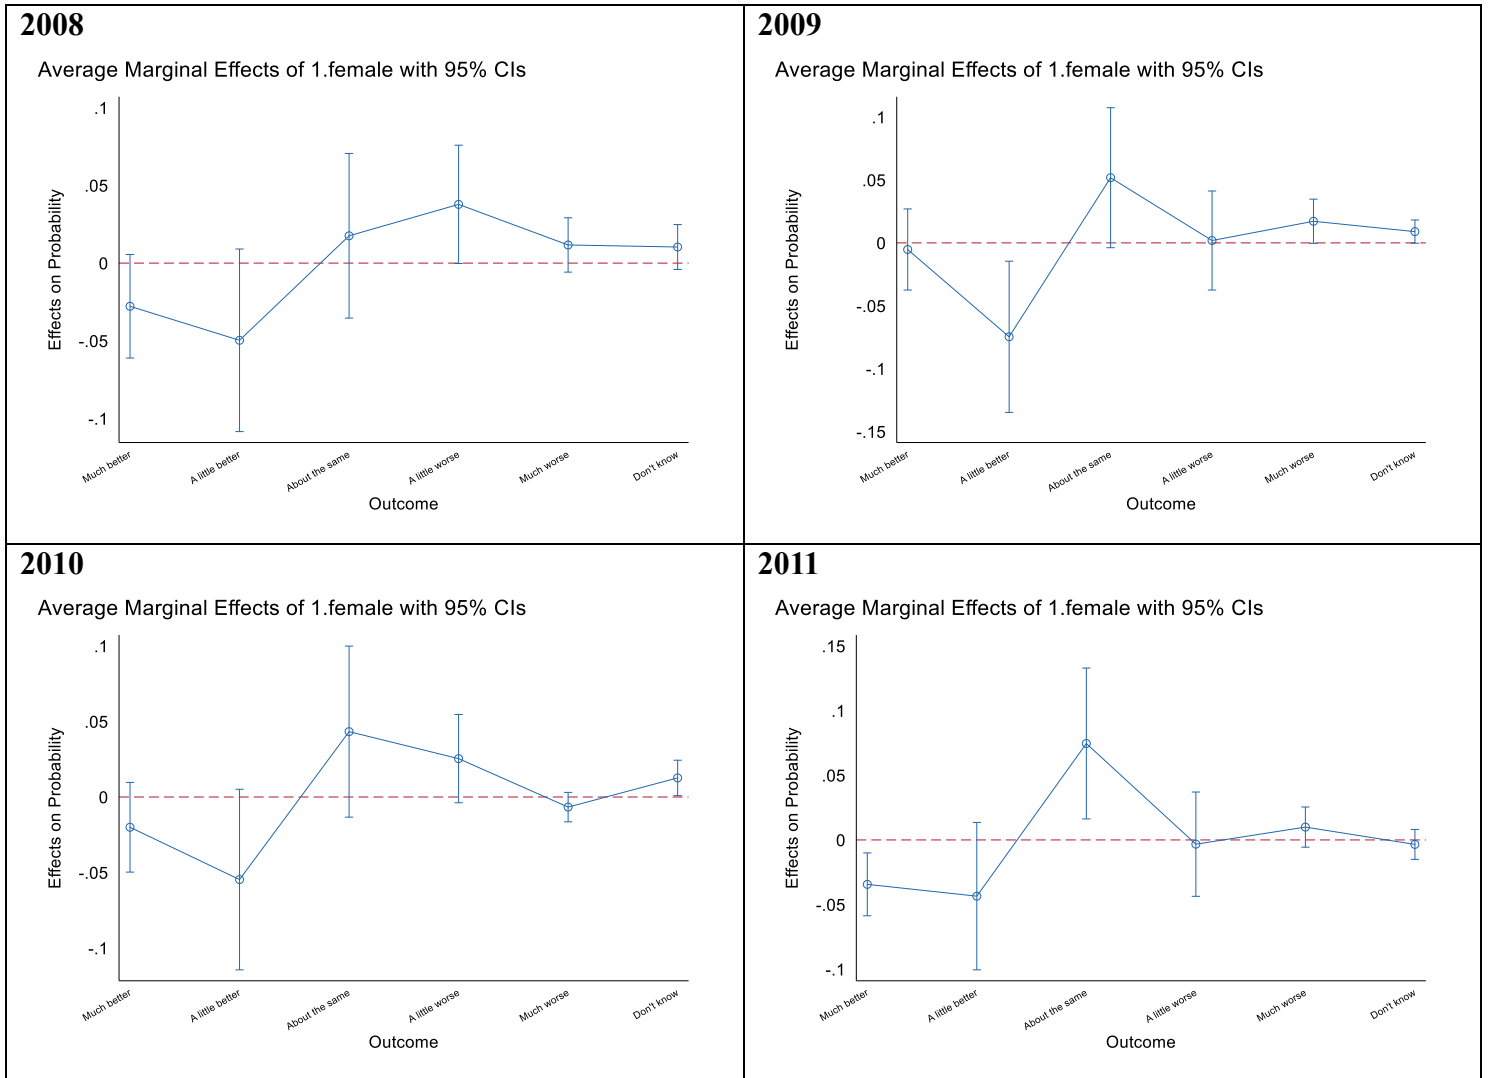 2008
Average Marginal Effects of 1.female with 95% CIs
Effects on Probability
.1
.05
0
-.05
-.1
Much better
A little better
About the same
A little worse
Much worse
Don't know
Outcome
2009
Average Marginal Effects of 1.female with 95% CIs
Effects on Probability
.1
.05
0
-.05
-.1
-.15
Much better
A little better
About the same
A little worse
Much worse
Don't know
Outcome
2010
Average Marginal Effects of 1.female with 95% CIs
Effects on Probability
.1
.05
0
-.05
-.1
Much better
A little better
About the same
A little worse
Much worse
Don't know
Outcome
2011
Average Marginal Effects of 1.female with 95% CIs
Effects on Probability
.15
.1
.05
0
-.05
-.1
Much better
A little better
About the same
A little worse
Much worse
Don't know
Outcome